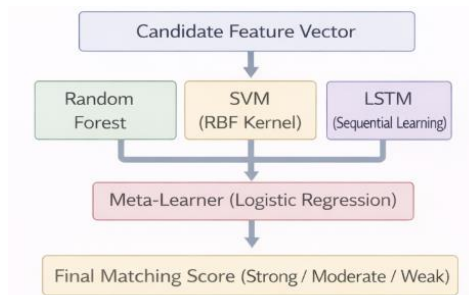 Candidate Feature Vector
Random
Forest
SVM
(RBF Kernel)
LSTM
(Sequential Learning)
Meta-Learner (Logistic Regression)
Final Matching Score (Strong / Moderate / Weak)